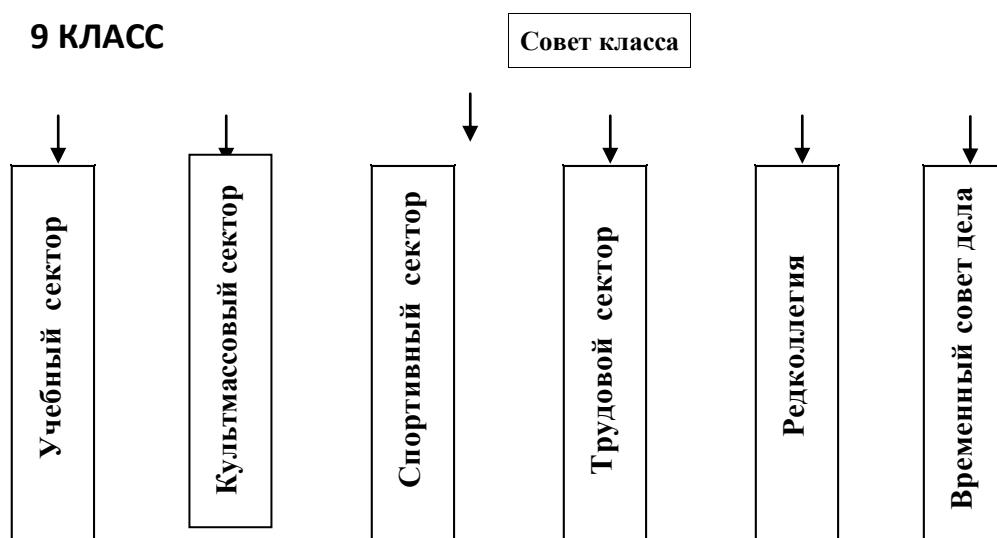 9 КЛАСС
Совет класса
Учебный сектор
Культмассовый сектор
Спортивный сектор
Трудовой сектор
Редколлегия
Временный совет дела